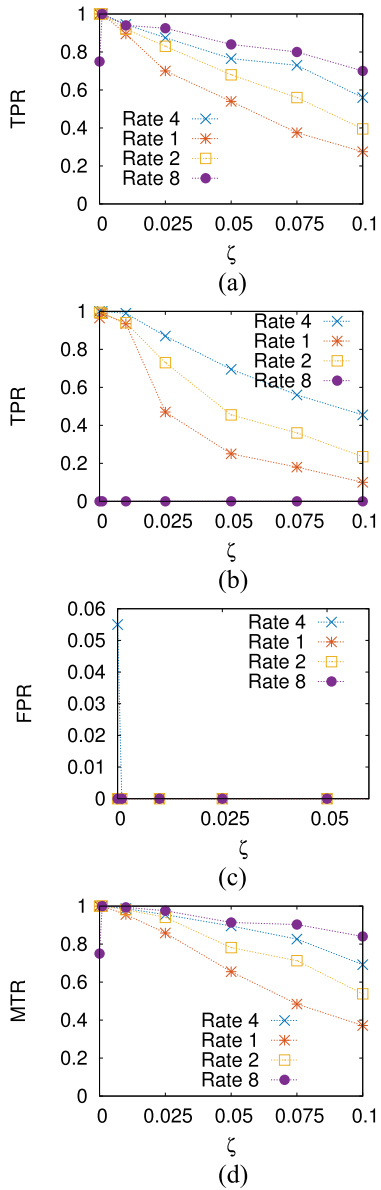 1
0.8
0.6
0.4
0.2
0
TPR
Rate 4
Rate 1
Rate 2
Rate 8
0 0.025 0.05 0.075 0.1
ζ
(a)
1
0.8
0.6
0.4
0.2
0
TPR
Rate 4
Rate 1
Rate 2
Rate 8
0 0.025 0.05 0.075 0.1
ζ
(b)
0.06
0.05
0.04
0.03
0.02
0.01
0
FPR
Rate 4
Rate 1
Rate 2
Rate 8
0 0.025 0.05
ζ
(c)
1
0.8
0.6
0.4
0.2
0
MTR
Rate 4
Rate 1
Rate 2
Rate 8
0 0.025 0.05 0.075 0.1
ζ
(d)